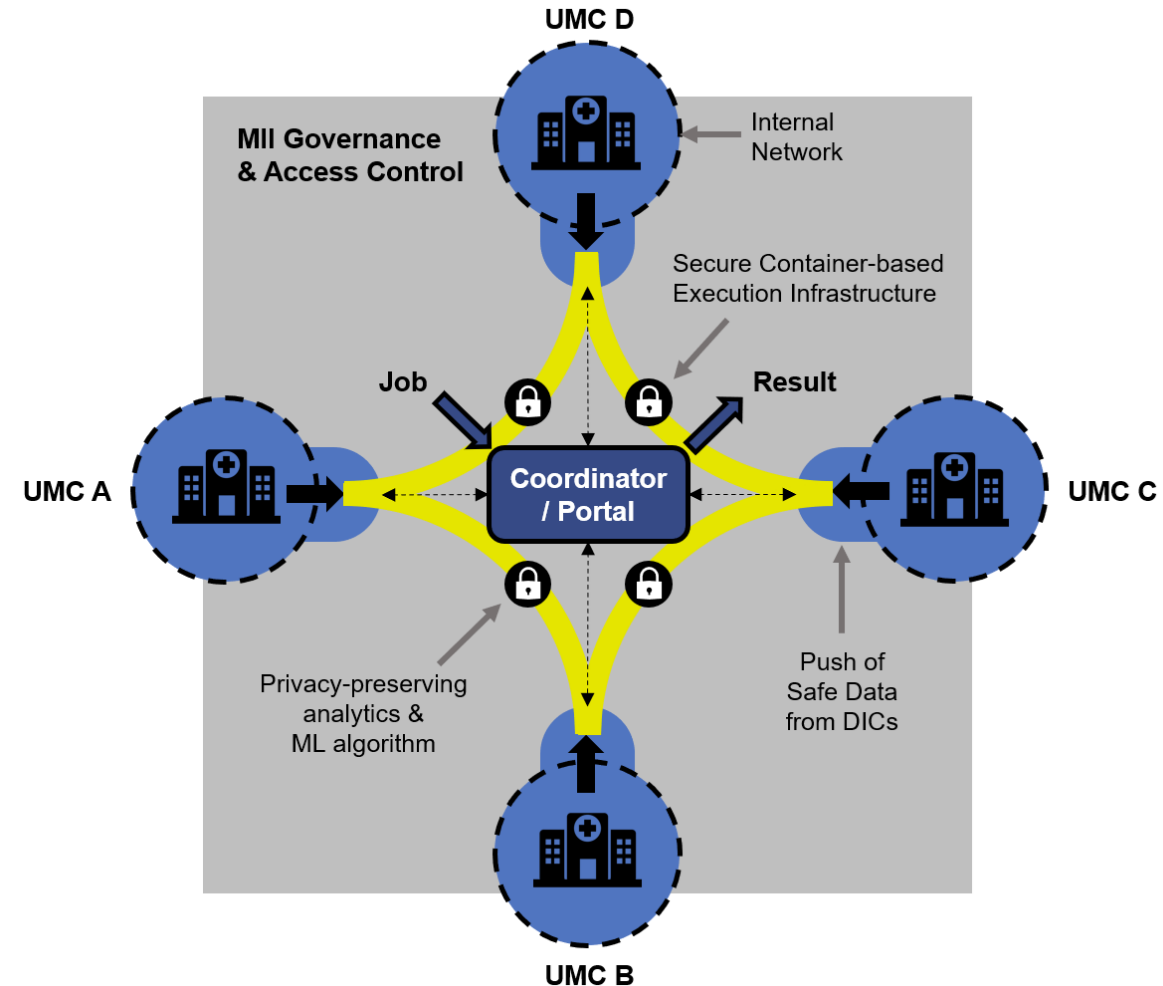 UMC D
MII Governance
& Access Control
Internal
Network
Secure Container-based
Execution Infrastructure
Job
Result
UMC A
Coordinator
/ Portal
UMC C
Privacy-preserving
analytics &
ML algorithm
Push of
Safe Data
from DICs
UMC B